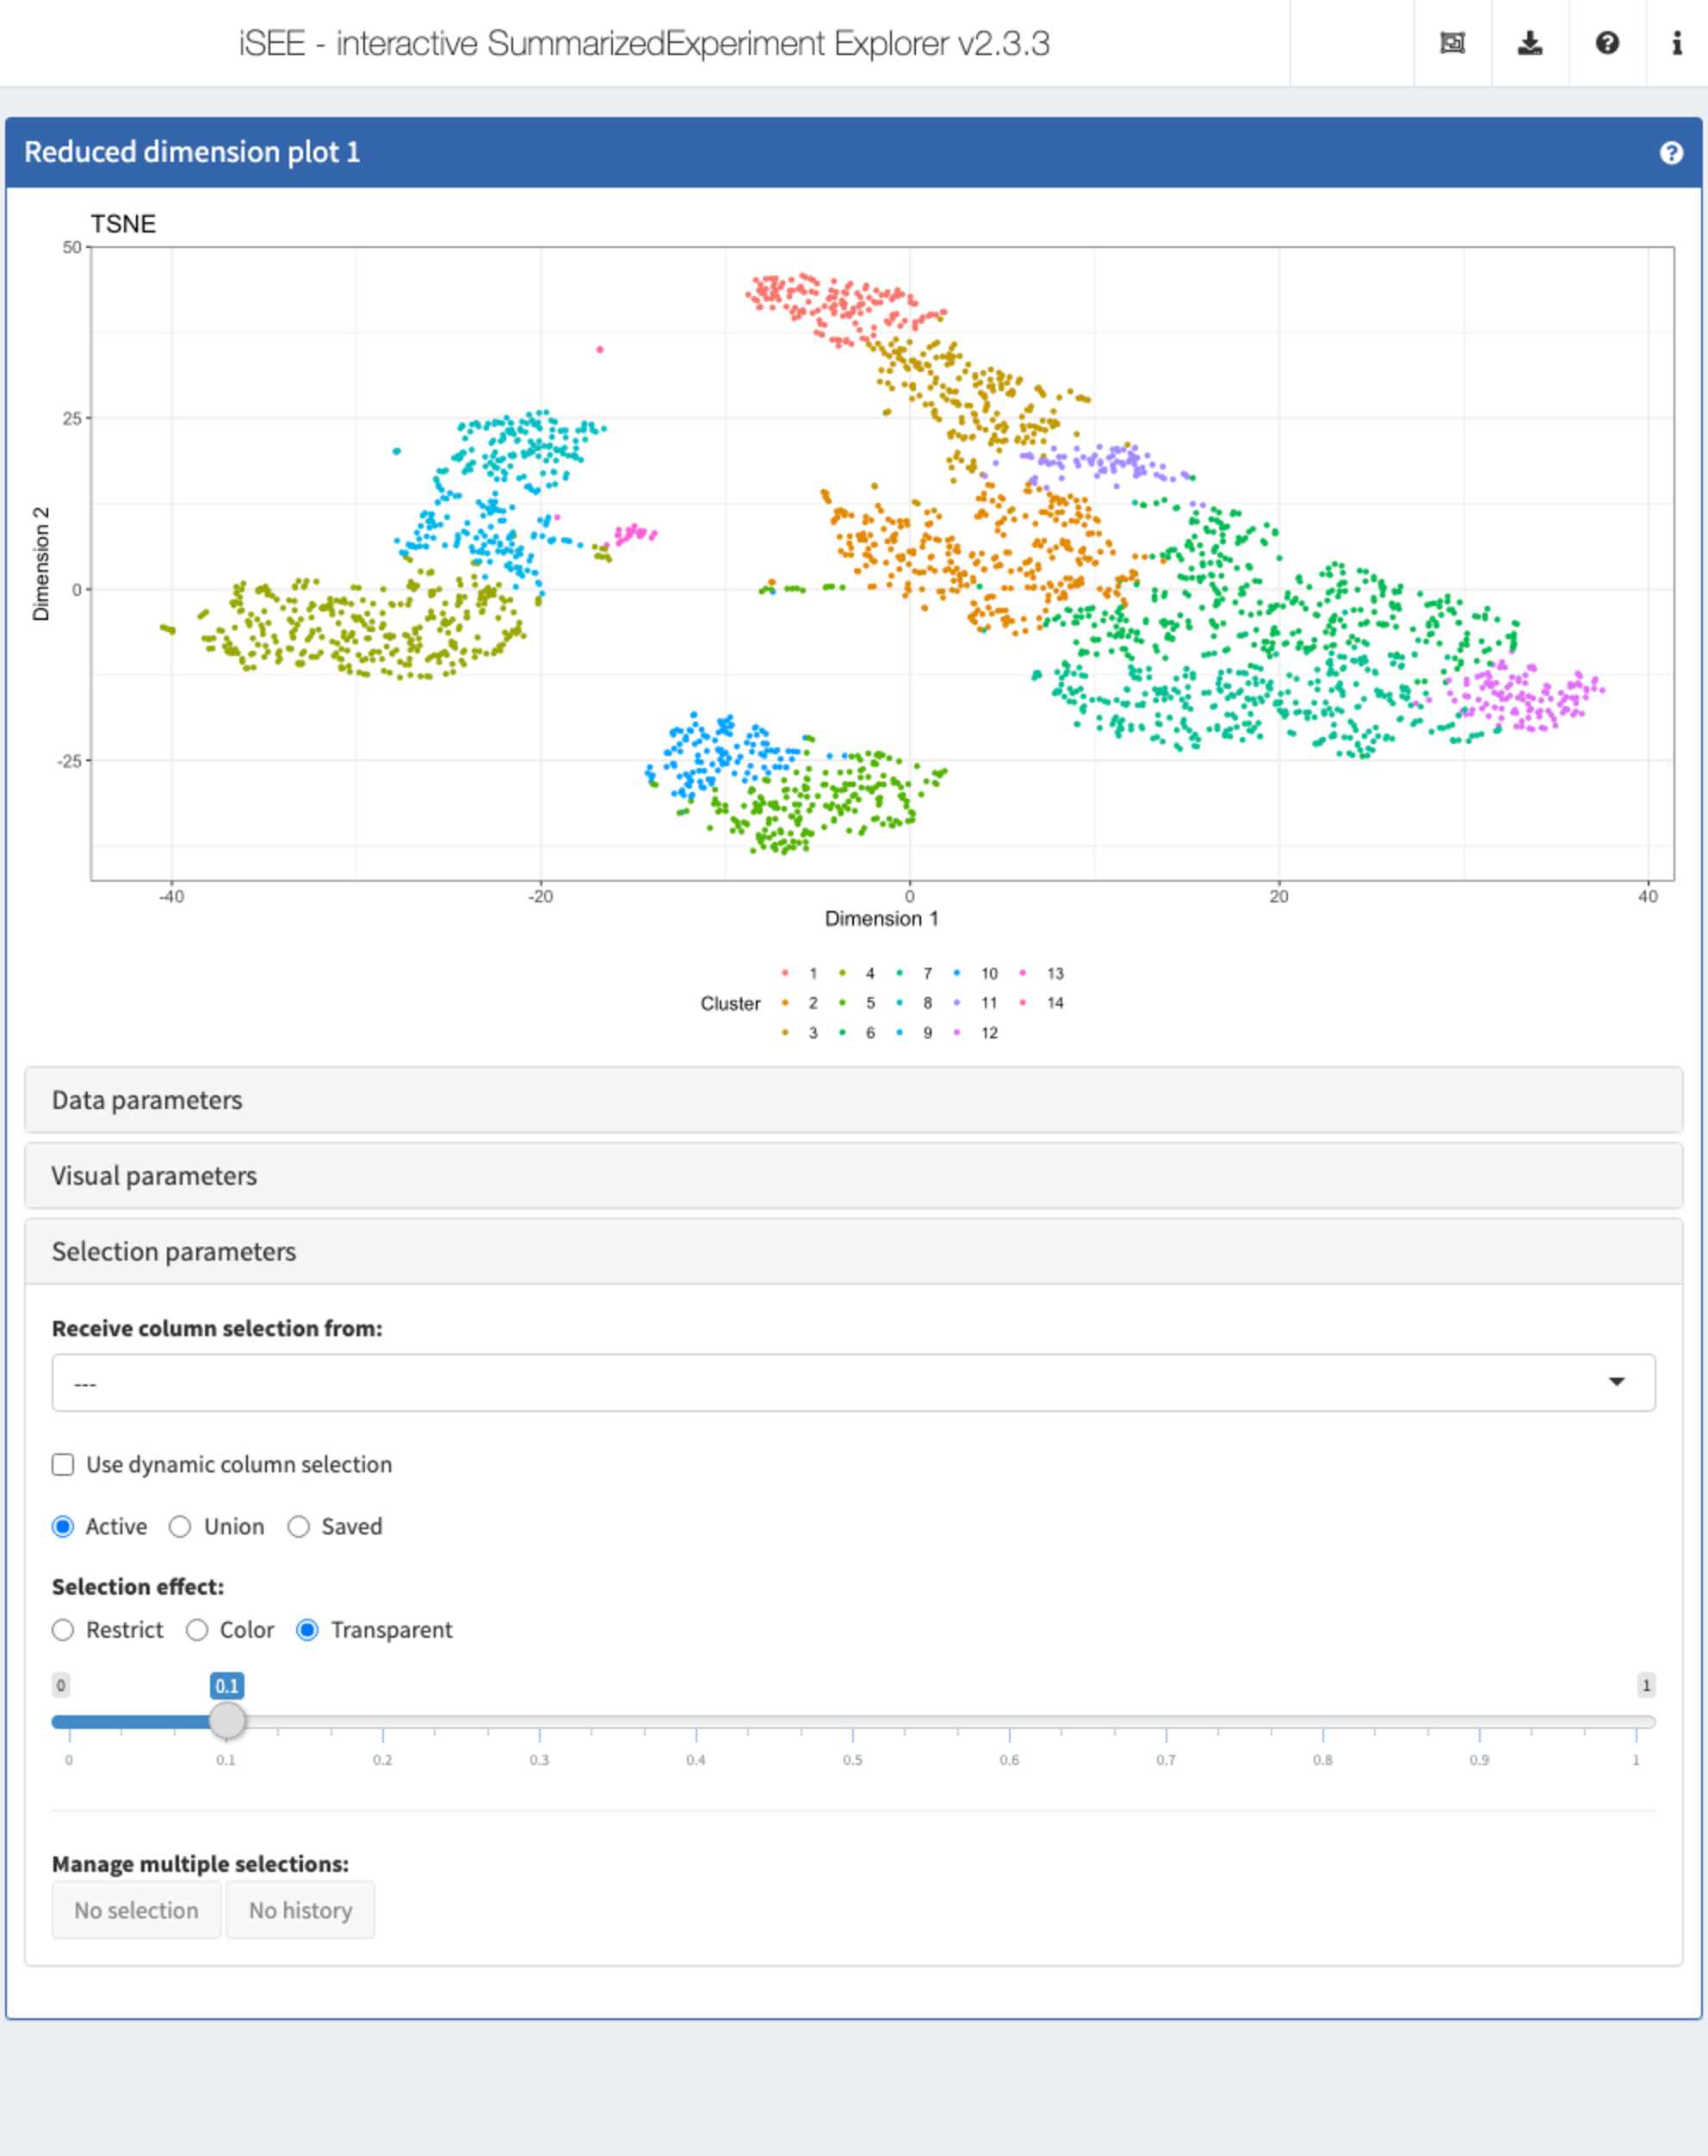 iSEE - interactive SummarizedExperiment Explorer v2.3.3
Reduced dimension plot 1
TSNE
50
25
0
-25
Dimension 2
-40 -20 0 20 40
Dimension 1
1 4 7 10 13
Cluster 2 5 8 11 14
3 6 9 12
Data parameters
Visual parameters
Selection parameters
Receive column selection from:
---
Use dynamic column selection
Active Union Saved
Selection effect:
Restrict Color Transparent
0 0.1 1
0 0.1 0.2 0.3 0.4 0.5 0.6 0.7 0.8 0.9 1
Manage multiple selections:
No selection No history